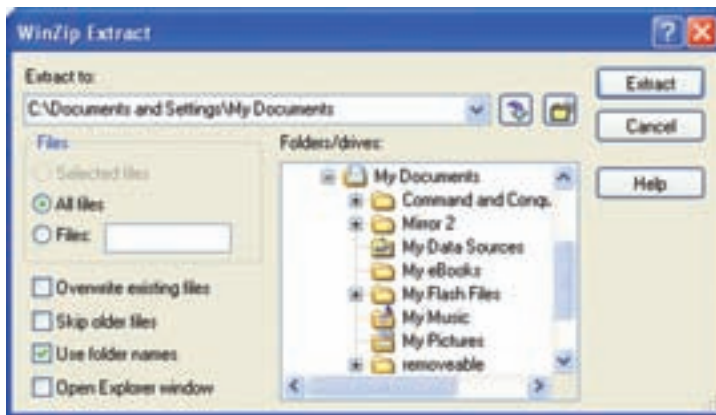 WinZip Extract
Extract to:
C:\Documents and Settings\My Documents
Files
Selected files
All files
Files:
Overwrite existing files
Skip older files
Use folder names
Open Explorer window
Folders/drives:
My Documents
Command and Conqu
Mirror 2
My Data Sources
My eBooks
My Flash Files
My Music
My Pictures
removeable
Extract
Cancel
Help